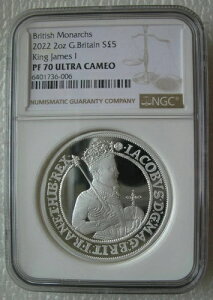 British Monarchs
2022 2oz G.Britain S£5
King James I
PF 70 ULTRA CAMEO
6401736-006
NUMISMATIC GUARANTY COMPANY
NGC
IACOBVS·D:G:MAG:BRIT:FRAN:ET·HIB:REX